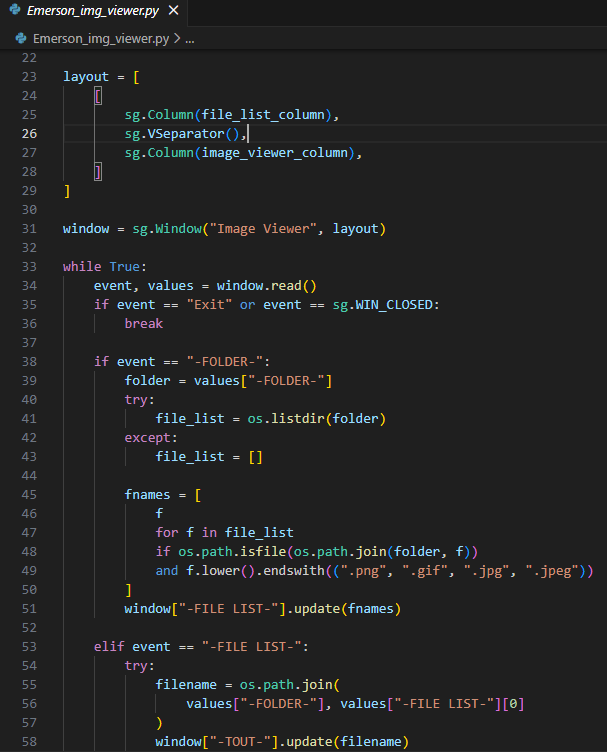 Emerson_img_viewer.py ×
Emerson_img_viewer.py > ...
22
23 layout = [
24     [
25         sg.Column(file_list_column),
26         sg.VSeparator(),
27         sg.Column(image_viewer_column),
28     ]
29 ]
30
31 window = sg.Window("Image Viewer", layout)
32
33 while True:
34     event, values = window.read()
35     if event == "Exit" or event == sg.WIN_CLOSED:
36         break
37
38     if event == "-FOLDER-":
39         folder = values["-FOLDER-"]
40         try:
41             file_list = os.listdir(folder)
42         except:
43             file_list = []
44
45         fnames = [
46             f
47             for f in file_list
48             if os.path.isfile(os.path.join(folder, f))
49             and f.lower().endswith((".png", ".gif", ".jpg", ".jpeg"))
50         ]
51         window["-FILE LIST-"].update(fnames)
52
53     elif event == "-FILE LIST-":
54         try:
55             filename = os.path.join(
56                 values["-FOLDER-"], values["-FILE LIST-"][0]
57             )
58             window["-TOUT-"].update(filename)